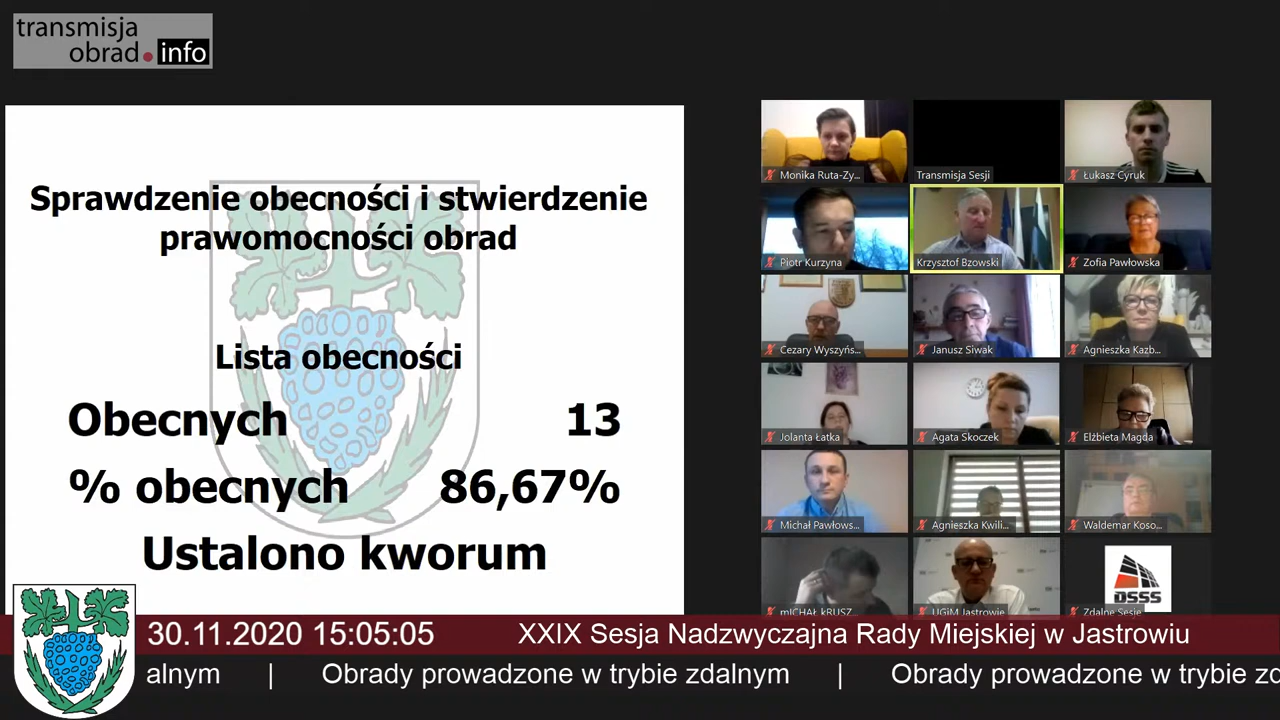 transmisja
obrad.info
Sprawdzenie obecności i stwierdzenie
prawomocności obrad
Lista obecności
Obecnych 13
% obecnych 86,67%
Ustalono kworum
Monika Ruta-Zy...
Transmisja Sesji
Łukasz Cyruk
Piotr Kurzyna
Krzysztof Bzowski
Zofia Pawłowska
Cezary Wyszyńs...
Janusz Siwak
Agnieszka Kazb...
Jolanta Łatka
Agata Skoczek
Elżbieta Magda
Michał Pawłows...
Agnieszka Kwili...
Waldemar Koso...
mICHAŁ kRUSZ...
UGiM Jastrowie
DSSS
Zdalne Sesje
30.11.2020 15:05:05 XXIX Sesja Nadzwyczajna Rady Miejskiej w Jastrowiu
alnym | Obrady prowadzone w trybie zdalnym | Obrady prowadzone w trybie zd